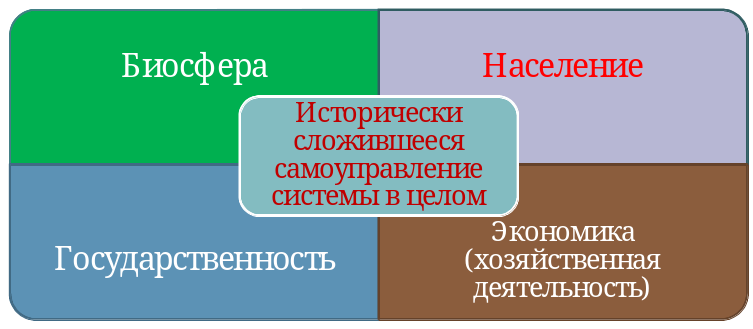 Биосфера
Население
Исторически
сложившееся
самоуправление
системы в целом
Государственность
Экономика
(хозяйственная
деятельность)